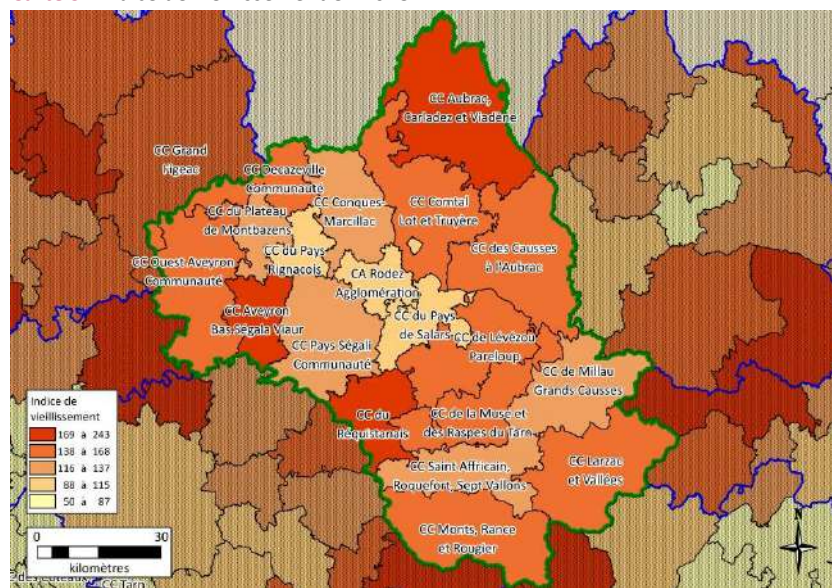 CC Aubrac,
Carladez et Viadène
CC Grand
Figeac
CC Decazeville
Communauté
CC Conques-
Marcillac
CC Comtal
Lot et Truyère
CC du Plateau
de Montbazens
CC du Pays
Rignacois
CC des Causses
à l'Aubrac
CC Ouest Aveyron
Communauté
CA Rodez
Agglomération
CC Aveyron
Bas Ségala Viaur
CC du Pays
de Salars
CC de Lévézou
Pareloup
CC Pays Ségali
Communauté
CC de Millau
Grands Causses
CC du
Réquistanais
CC de la Muse et
des Raspes du Tarn
CC Saint Affricain,
Roquefort, Sept Vallons
CC Larzac
et Vallées
CC Monts, Rance
et Rougier
Indice de
vieillissement
169 à 243
138 à 168
116 à 137
88 à 115
50 à 87
0 30
kilomètres
N